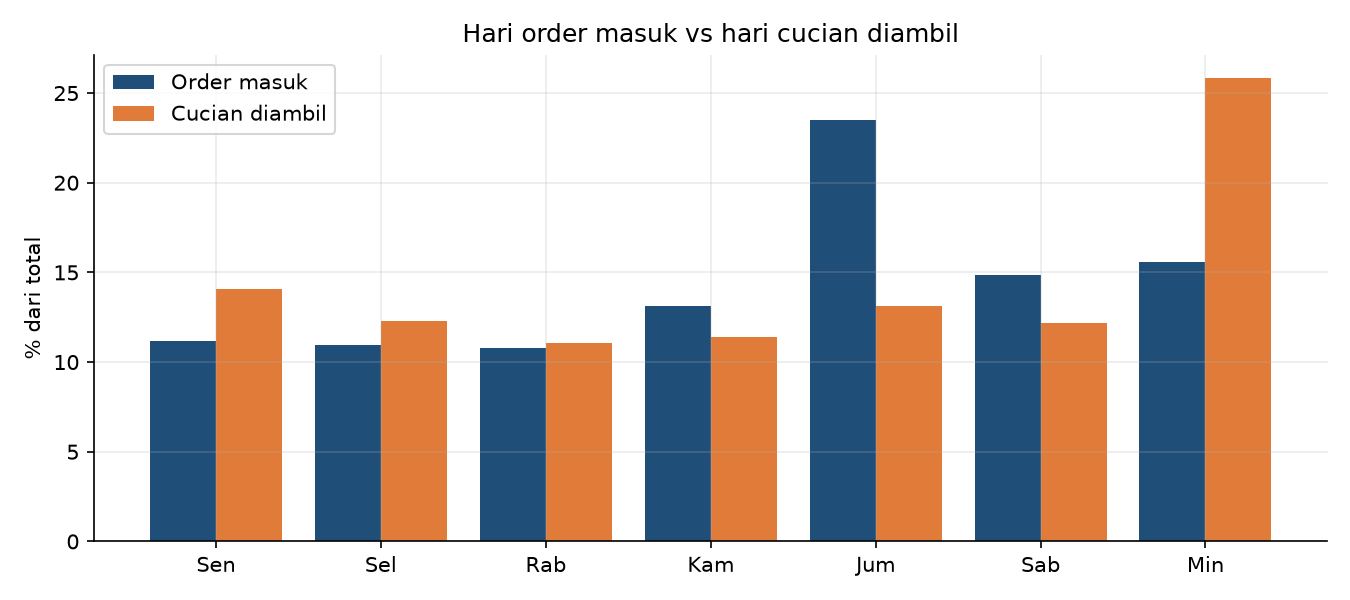 Hari order masuk vs hari cucian diambil
Order masuk
Cucian diambil
% dari total
25
20
15
10
5
0
Sen Sel Rab Kam Jum Sab Min